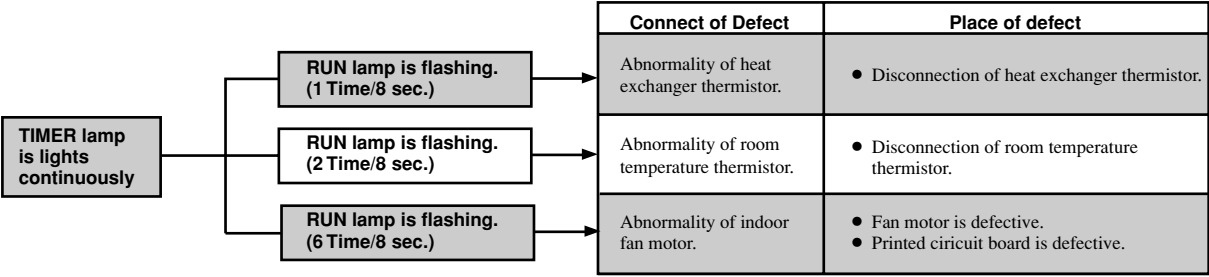 Connect of Defect
Place of defect
TIMER lamp
is lights
continuously
RUN lamp is flashing.
(1 Time/8 sec.)
Abnormality of heat
exchanger thermistor.
● Disconnection of heat exchanger thermistor.
RUN lamp is flashing.
(2 Time/8 sec.)
Abnormality of room
temperature thermistor.
● Disconnection of room temperature
thermistor.
RUN lamp is flashing.
(6 Time/8 sec.)
Abnormality of indoor
fan motor.
● Fan motor is defective.
● Printed ciricuit board is defective.